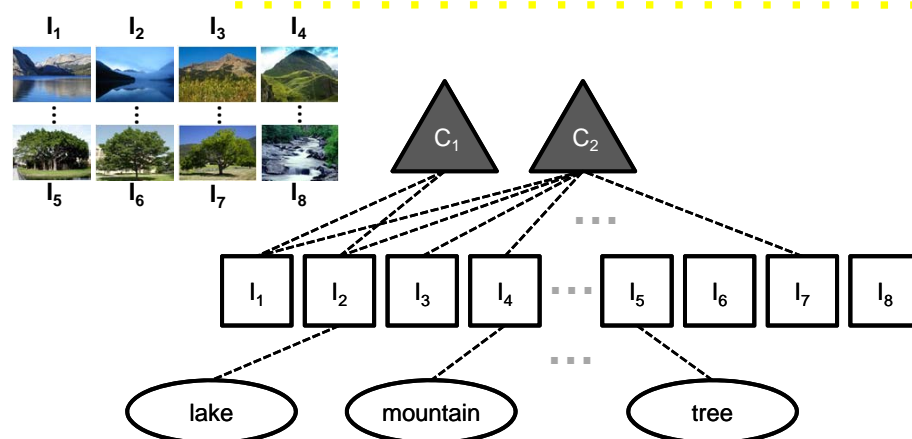 I₁ I₂ I₃ I₄
I₅ I₆ I₇ I₈
C₁ C₂
I₁ I₂ I₃ I₄ I₅ I₆ I₇ I₈
lake mountain tree